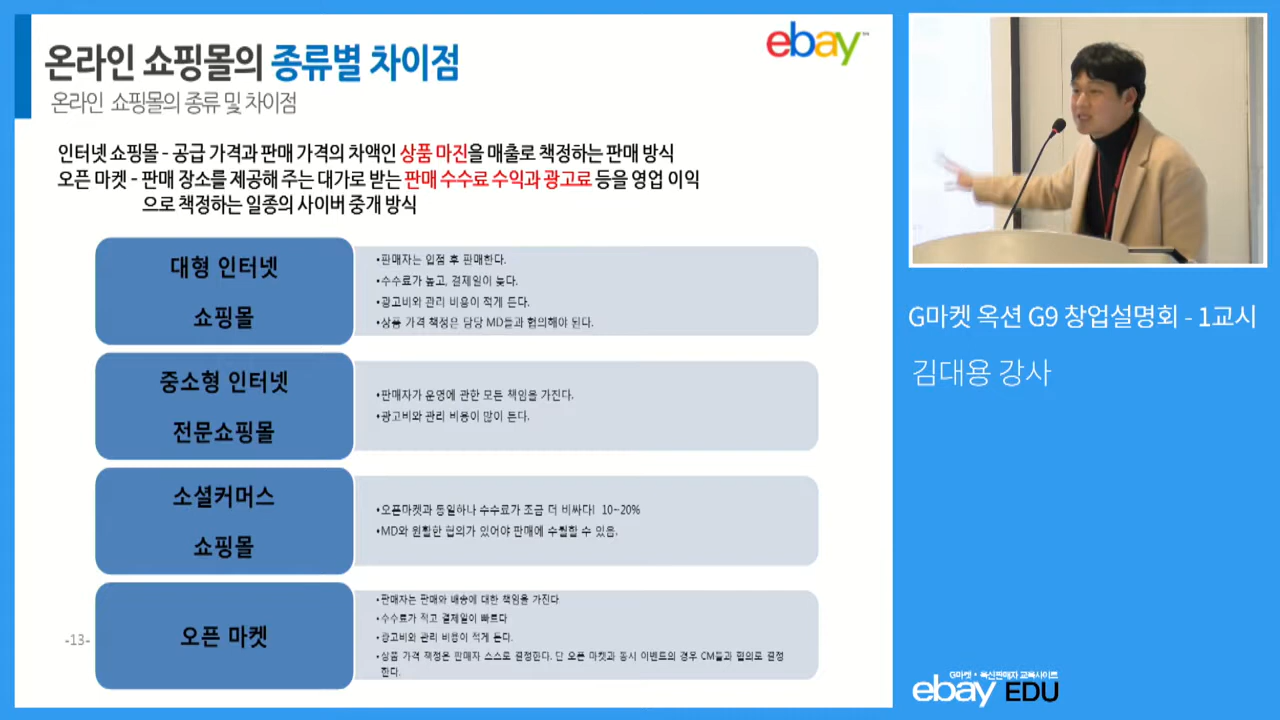 온라인 쇼핑몰의 종류별 차이점
온라인 쇼핑몰의 종류 및 차이점
ebay
인터넷 쇼핑몰 - 공급 가격과 판매 가격의 차액인 상품 마진을 매출로 책정하는 판매 방식
오픈 마켓 - 판매 장소를 제공해 주는 대가로 받는 판매 수수료 수익과 광고료 등을 영업 이익
으로 책정하는 일종의 사이버 중개 방식
대형 인터넷
쇼핑몰
•판매자는 입점 후 판매한다.
•수수료가 높고, 결제일이 늦다.
•광고비와 관리 비용이 적게 든다.
•상품 가격 책정은 담당 MD들과 협의해야 된다.
중소형 인터넷
전문쇼핑몰
•판매자가 운영에 관한 모든 책임을 가진다.
•광고비와 관리 비용이 많이 든다.
소셜커머스
쇼핑몰
•오픈마켓과 동일하나 수수료가 조금 더 비싸다! 10~20%
•MD와 원활한 협의가 있어야 판매에 수월할 수 있음.
오픈 마켓
•판매자는 판매와 배송에 대한 책임을 가진다
•수수료가 적고 결제일이 빠르다
•광고비와 관리 비용이 적게 든다.
•상품 가격 책정은 판매자 스스로 결정한다. 단 오픈 마켓과 동시 이벤트의 경우 CM들과 협의로 결정
한다.
-13-
G마켓 옥션 G9 창업설명회 - 1교시
김대용 강사
G마켓 • 옥션판매자 교육사이트
ebay EDU